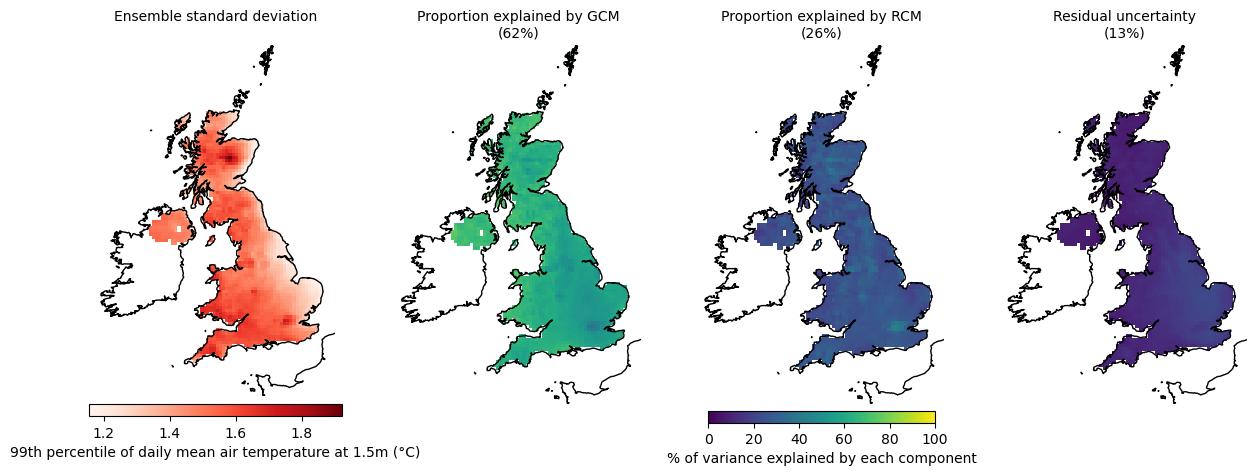 Ensemble standard deviation
Proportion explained by GCM
(62%)
Proportion explained by RCM
(26%)
Residual uncertainty
(13%)
1.2 1.4 1.6 1.8
99th percentile of daily mean air temperature at 1.5m (°C)
0 20 40 60 80 100
% of variance explained by each component